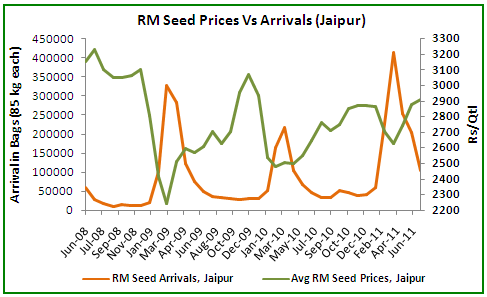 RM Seed Prices Vs Arrivals (Jaipur)
Arrival in Bags (85 kg each)
450000
400000
350000
300000
250000
200000
150000
100000
50000
0
3300
3200
3100
3000
2900
2800
2700
2600
2500
2400
2300
2200
Rs/Qtl
Jun-08
Jul-08
Sep-08
Nov-08
Jan-09
Mar-09
Apr-09
Jun-09
Aug-09
Oct-09
Dec-09
Jan-10
Mar-10
May-10
Jul-10
Sep-10
Oct-10
Dec-10
Feb-11
Apr-11
Jun-11
RM Seed Arrivals, Jaipur
Avg RM Seed Prices, Jaipur